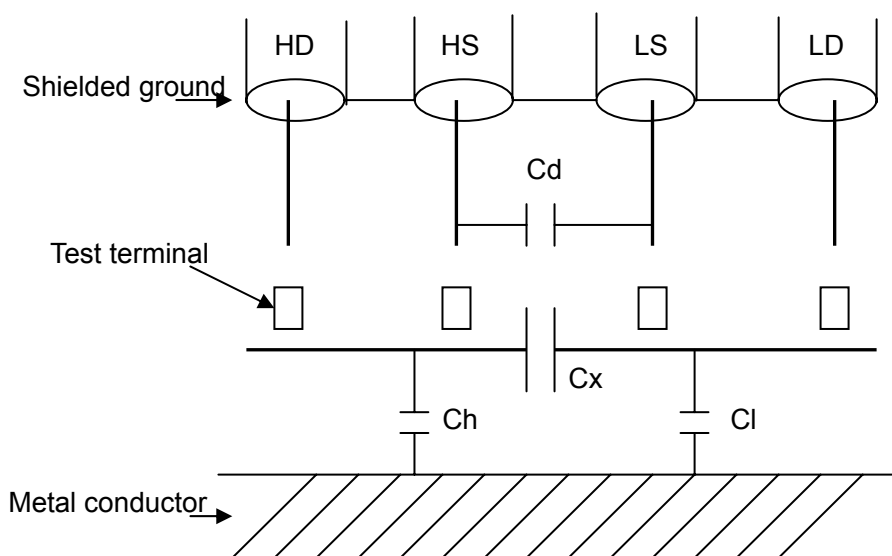 HD
HS
LS
LD
Shielded ground
Cd
Test terminal
Cx
Ch
Cl
Metal conductor